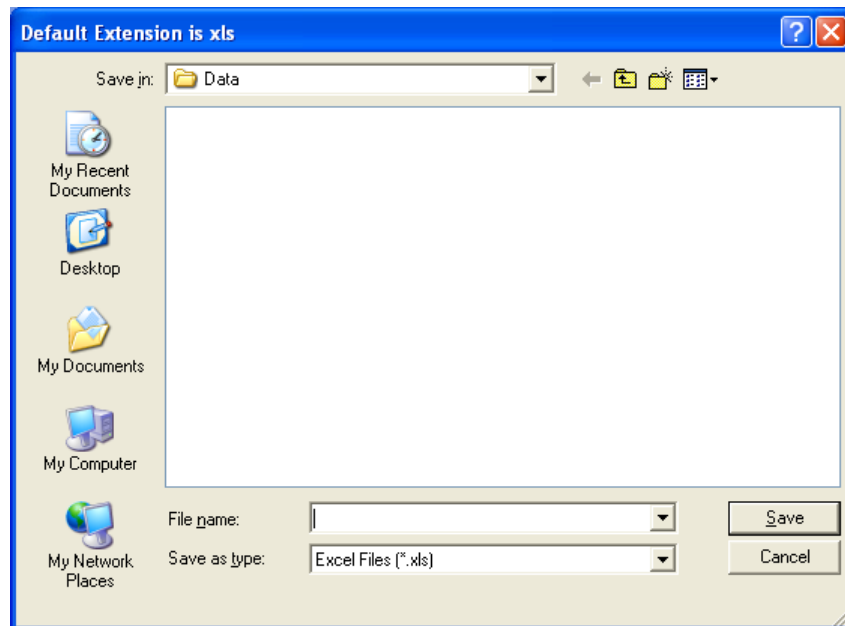 Default Extension is xls
Save in: Data
My Recent
Documents
Desktop
My Documents
My Computer
My Network
Places
File name: Save
Save as type: Excel Files (*.xls) Cancel